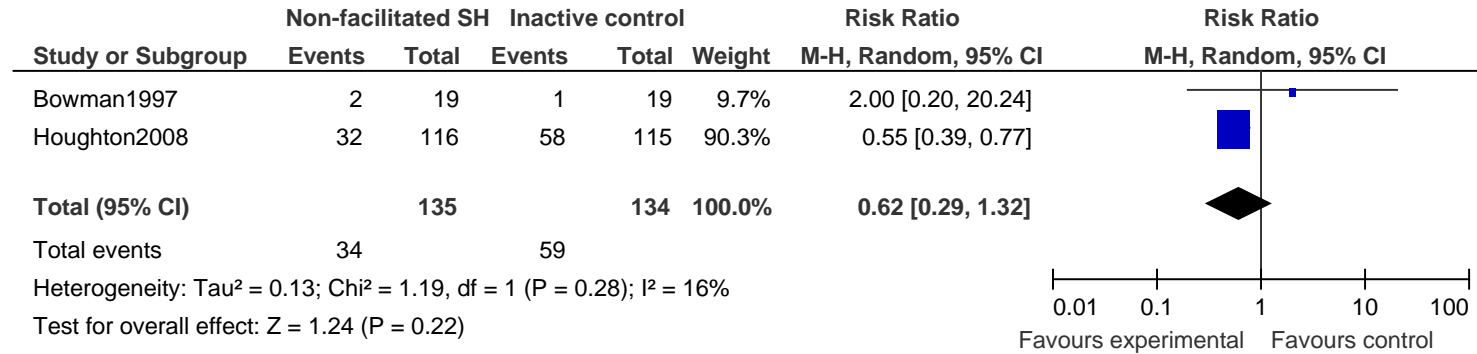 Non-facilitated SH Inactive control Risk Ratio Risk Ratio
Study or Subgroup Events Total Events Total Weight M-H, Random, 95% CI M-H, Random, 95% CI
Bowman1997 2 19 1 19 9.7% 2.00 [0.20, 20.24]
Houghton2008 32 116 58 115 90.3% 0.55 [0.39, 0.77]
Total (95% CI) 135 134 100.0% 0.62 [0.29, 1.32]
Total events 34 59
Heterogeneity: Tau² = 0.13; Chi² = 1.19, df = 1 (P = 0.28); I² = 16%
Test for overall effect: Z = 1.24 (P = 0.22)
0.01 0.1 1 10 100
Favours experimental Favours control